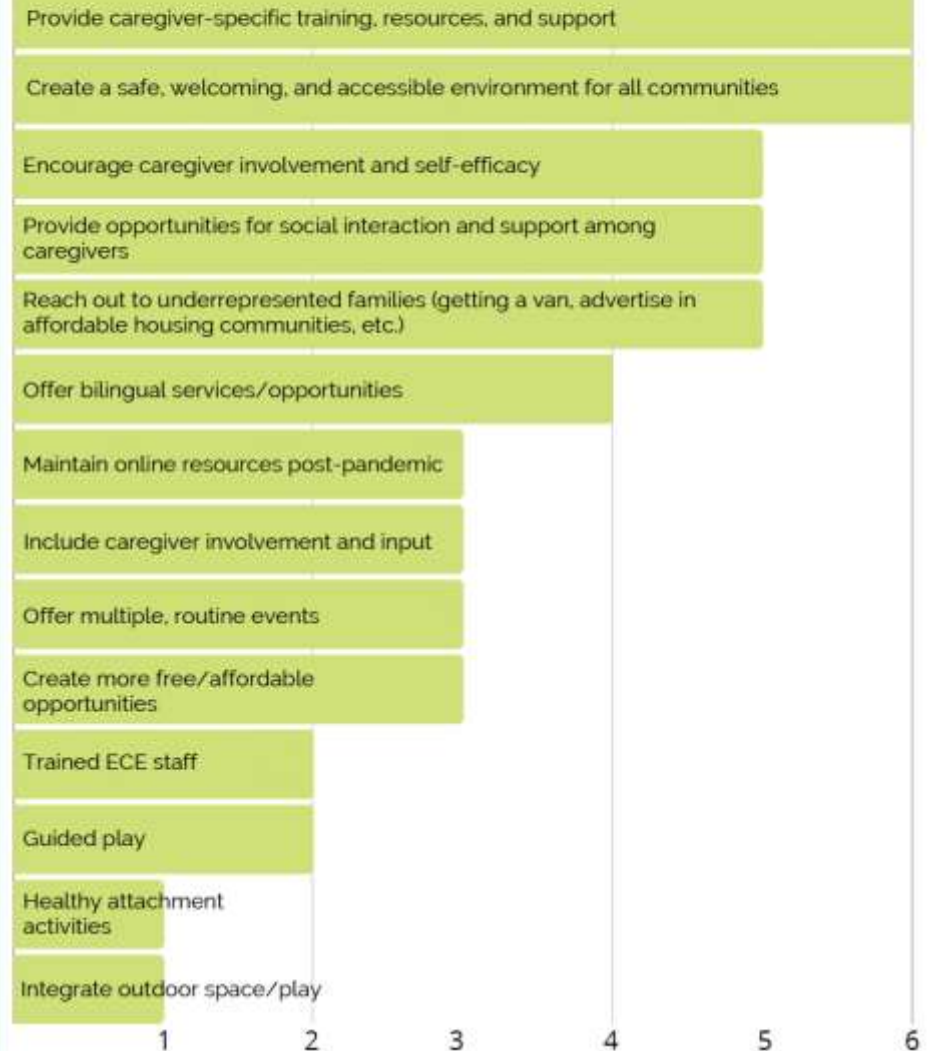 Provide caregiver-specific training, resources, and support
Create a safe, welcoming, and accessible environment for all communities
Encourage caregiver involvement and self-efficacy
Provide opportunities for social interaction and support among
caregivers
Reach out to underrepresented families (getting a van, advertise in
affordable housing communities, etc.)
Offer bilingual services/opportunities
Maintain online resources post-pandemic
Include caregiver involvement and input
Offer multiple, routine events
Create more free/affordable
opportunities
Trained ECE staff
Guided play
Healthy attachment
activities
Integrate outdoor space/play
1 2 3 4 5 6